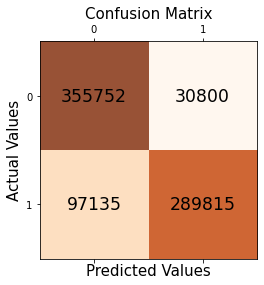 Confusion Matrix
0 1
0 355752 30800
1 97135 289815
Actual Values
Predicted Values